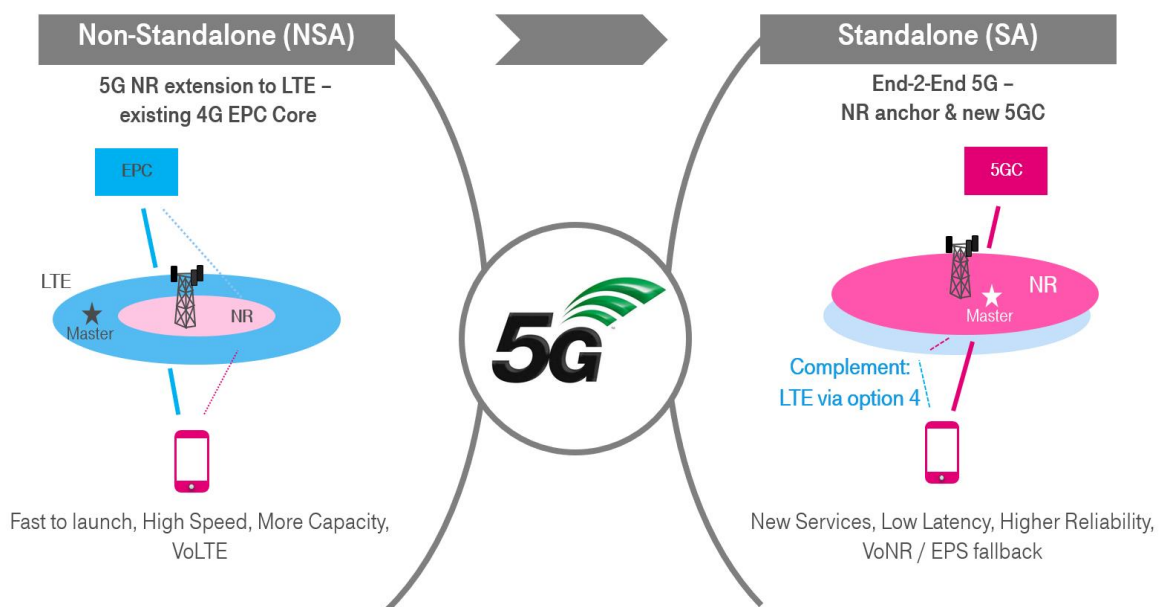 Non-Standalone (NSA)
5G NR extension to LTE –
existing 4G EPC Core
EPC
LTE
NR
Master
Fast to launch, High Speed, More Capacity,
VoLTE
5G
Standalone (SA)
End-2-End 5G –
NR anchor & new 5GC
5GC
NR
Master
Complement:
LTE via option 4
New Services, Low Latency, Higher Reliability,
VoNR / EPS fallback